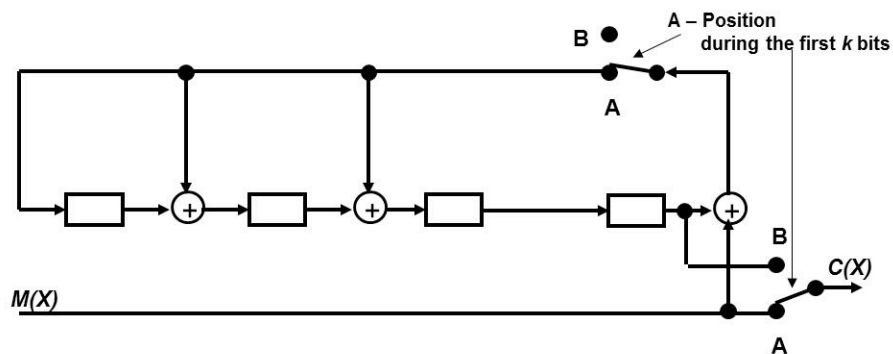 A – Position
during the first k bits
B
A
+
+
+
B
C(X)
M(X)
A